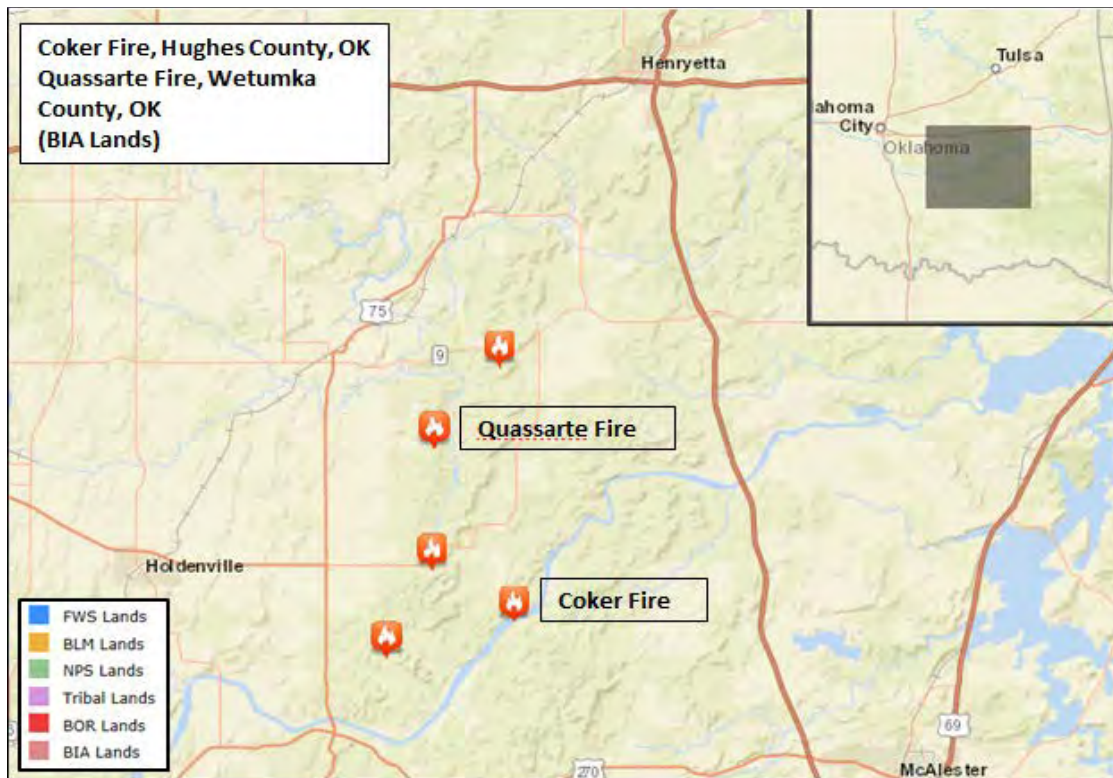 Coker Fire, Hughes County, OK
Quassarte Fire, Wetumka
County, OK
(BIA Lands)
Henryetta
Tulsa
ahoma
City
Oklahoma
75
9
Quassarte Fire
Holdenville
Coker Fire
FWS Lands
BLM Lands
NPS Lands
Tribal Lands
BOR Lands
BIA Lands
69
270
McAlester